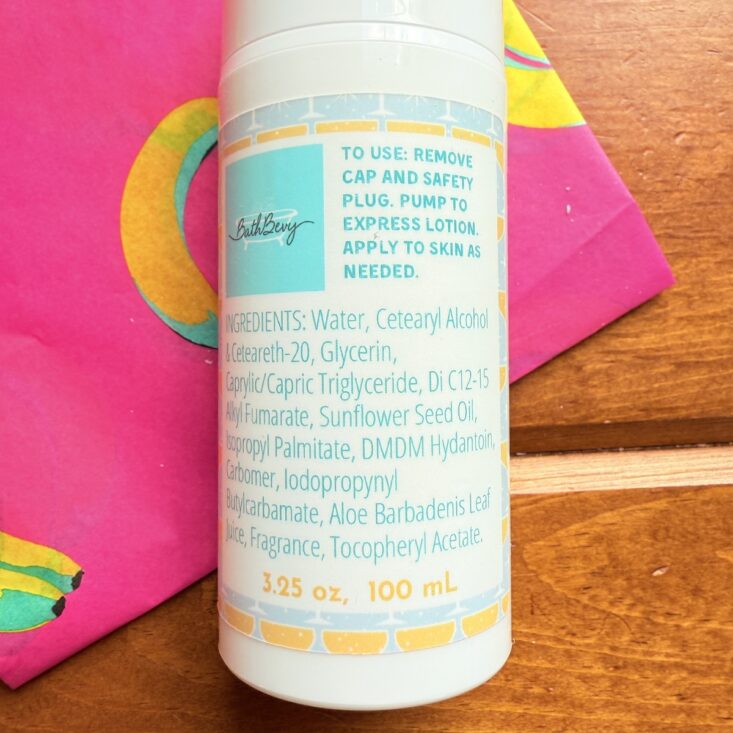 BathBevy
TO USE: REMOVE
CAP AND SAFETY
PLUG. PUMP TO
EXPRESS LOTION.
APPLY TO SKIN AS
NEEDED.
INGREDIENTS: Water, Cetearyl Alcohol
& Ceteareth-20, Glycerin,
Caprylic/Capric Triglyceride, Di C12-15
Alkyl Fumarate, Sunflower Seed Oil,
Isopropyl Palmitate, DMDM Hydantoin,
Carbomer, Iodopropynyl
Butylcarbamate, Aloe Barbadenis Leaf
Juice, Fragrance, Tocopheryl Acetate.
3.25 oz, 100 mL